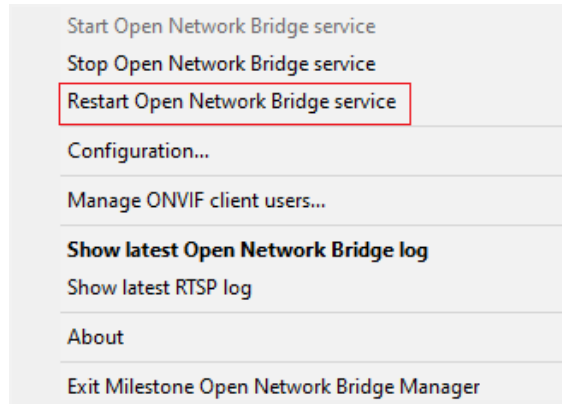 Start Open Network Bridge service
Stop Open Network Bridge service
Restart Open Network Bridge service
Configuration...
Manage ONVIF client users...
Show latest Open Network Bridge log
Show latest RTSP log
About
Exit Milestone Open Network Bridge Manager